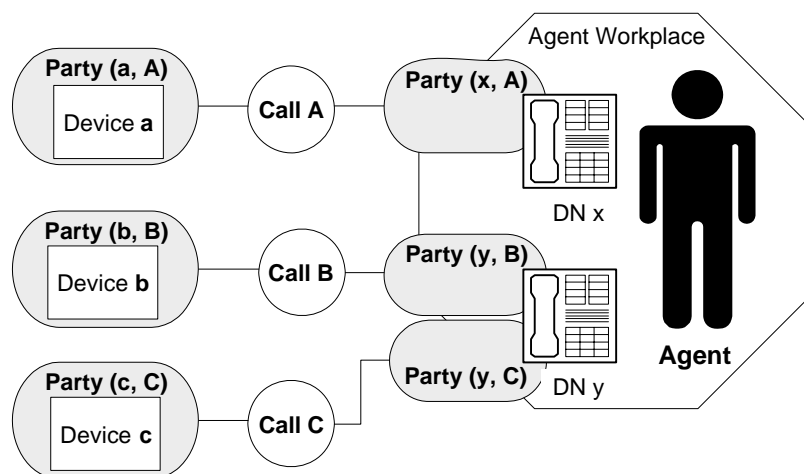 Agent Workplace
Party (a, A)
Device a
Call A
Party (x, A)
DN x
Party (b, B)
Device b
Call B
Party (y, B)
Party (c, C)
Device c
Call C
Party (y, C)
DN y
Agent